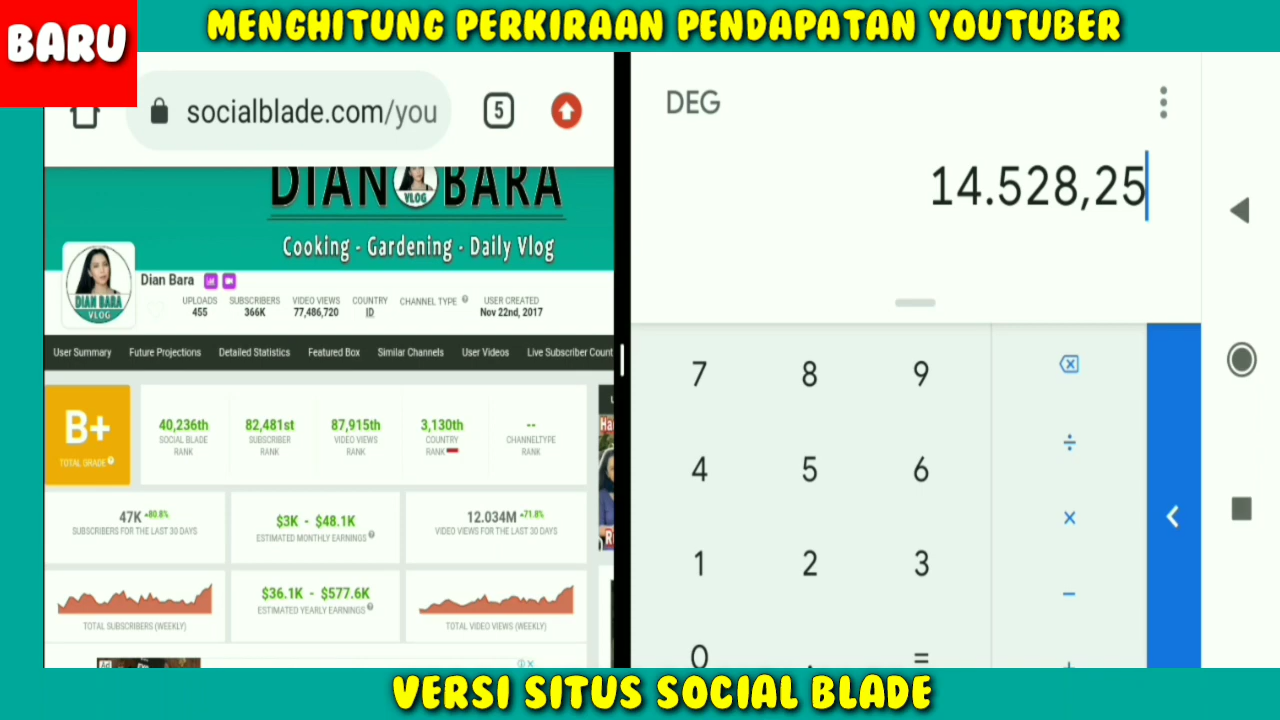 BARU
MENGHITUNG PERKIRAAN PENDAPATAN YOUTUBER
socialblade.com/you
5
DIAN BARA
VLOG
Cooking - Gardening - Daily Vlog
DIAN BARA
VLOG
Dian Bara
UPLOADS
455
SUBSCRIBERS
366K
VIDEO VIEWS
77,486,720
COUNTRY
ID
CHANNEL TYPE
USER CREATED
Nov 22nd, 2017
User Summary Future Projections Detailed Statistics Featured Box Similar Channels User Videos Live Subscriber Count
B+
TOTAL GRADE
40,236th
SOCIAL BLADE
RANK
82,481st
SUBSCRIBER
RANK
87,915th
VIDEO VIEWS
RANK
3,130th
COUNTRY
RANK
--
CHANNELTYPE
RANK
47K 80.8%
SUBSCRIBERS FOR THE LAST 30 DAYS
$3K - $48.1K
ESTIMATED MONTHLY EARNINGS
12.034M 71.8%
VIDEO VIEWS FOR THE LAST 30 DAYS
TOTAL SUBSCRIBERS (WEEKLY)
$36.1K - $577.6K
ESTIMATED YEARLY EARNINGS
TOTAL VIDEO VIEWS (WEEKLY)
DEG
14.528,25
7 8 9
÷
4 5 6
×
1 2 3
−
0 . =
+
VERSI SITUS SOCIAL BLADE